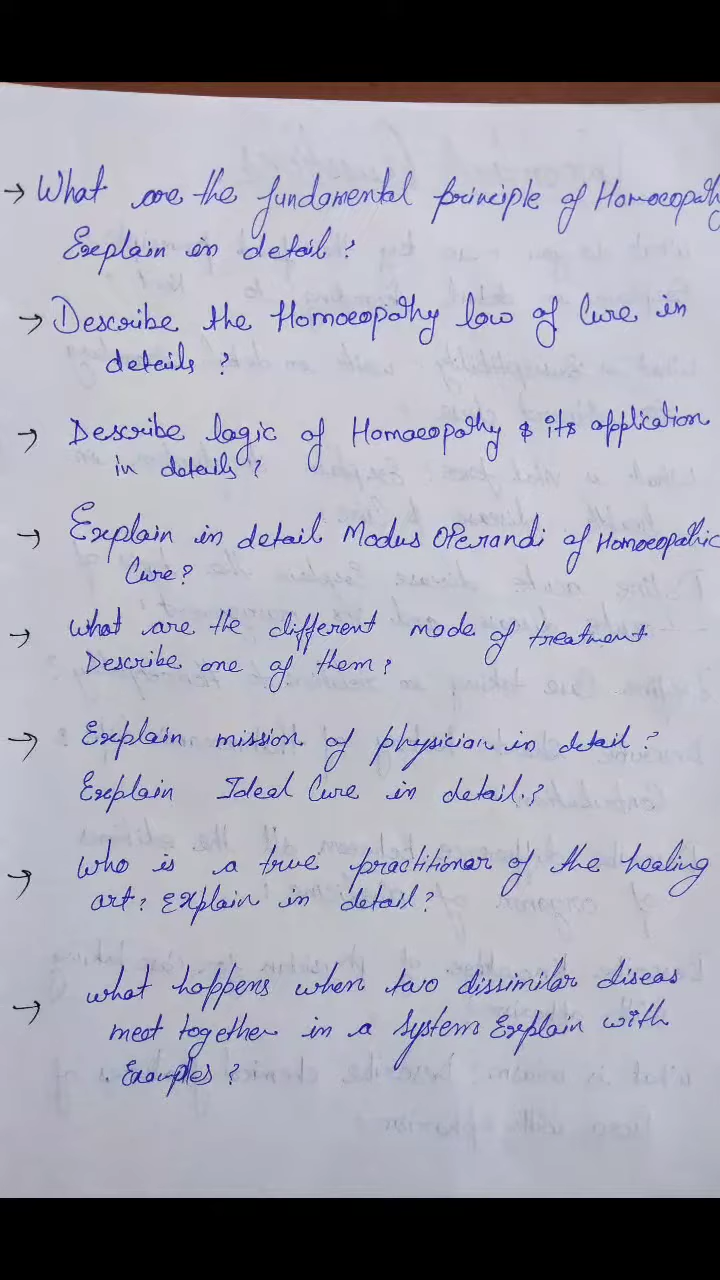 → What are the fundamental principle of Homoeopathy
Explain in detail?
→ Describe the Homoeopathy law of Cure in
details?
→ Describe logic of Homoeopathy & its application
in details?
→ Explain in detail Modus Operandi of Homoeopathic
Cure?
→ What are the different mode of treatment
Describe one of them?
→ Explain mission of physician in detail?
Explain Ideal Cure in detail.?
→ who is a true practitionar of the healing
art? Explain in detail?
→ what happens when two dissimilar diseas
meet together in a system Explain with
Examples?